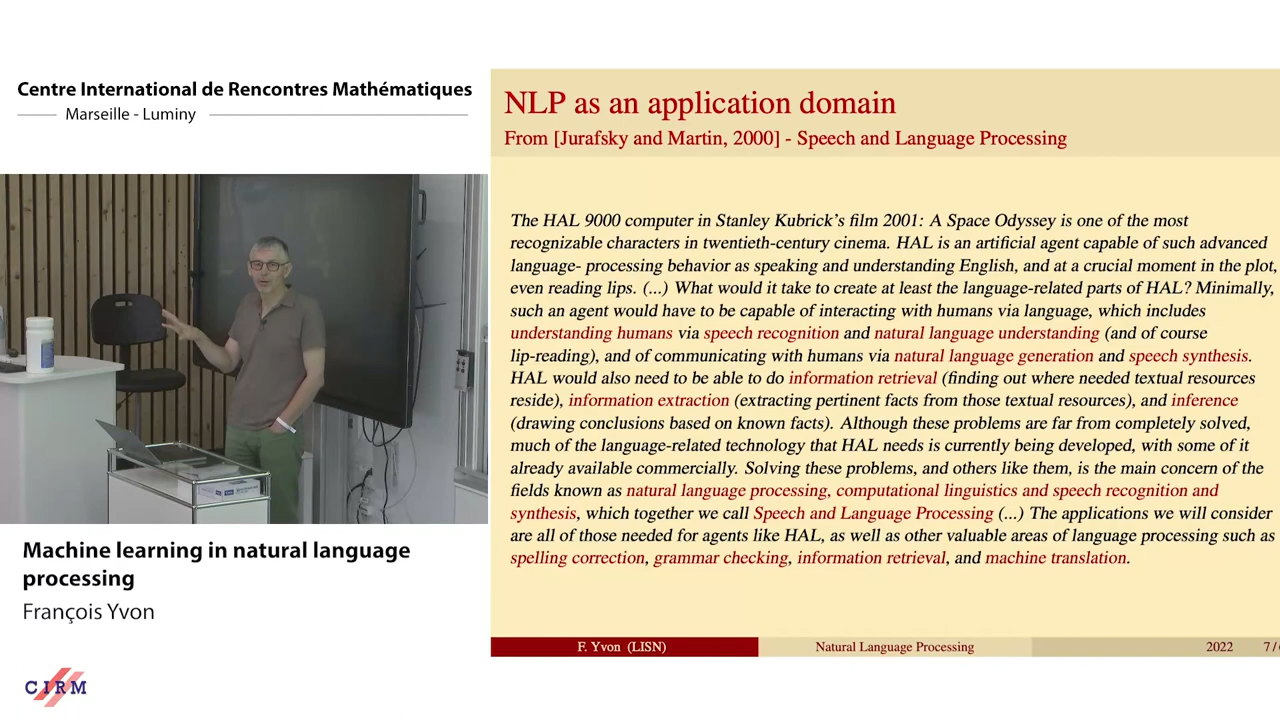 Centre International de Rencontres Mathématiques
Marseille - Luminy
Machine learning in natural language
processing
François Yvon
CIRM
NLP as an application domain
From [Jurafsky and Martin, 2000] - Speech and Language Processing
The HAL 9000 computer in Stanley Kubrick's film 2001: A Space Odyssey is one of the most
recognizable characters in twentieth-century cinema. HAL is an artificial agent capable of such advanced
language- processing behavior as speaking and understanding English, and at a crucial moment in the plot,
even reading lips. (...) What would it take to create at least the language-related parts of HAL? Minimally,
such an agent would have to be capable of interacting with humans via language, which includes
understanding humans via speech recognition and natural language understanding (and of course
lip-reading), and of communicating with humans via natural language generation and speech synthesis.
HAL would also need to be able to do information retrieval (finding out where needed textual resources
reside), information extraction (extracting pertinent facts from those textual resources), and inference
(drawing conclusions based on known facts). Although these problems are far from completely solved,
much of the language-related technology that HAL needs is currently being developed, with some of it
already available commercially. Solving these problems, and others like them, is the main concern of the
fields known as natural language processing, computational linguistics and speech recognition and
synthesis, which together we call Speech and Language Processing (...) The applications we will consider
are all of those needed for agents like HAL, as well as other valuable areas of language processing such as
spelling correction, grammar checking, information retrieval, and machine translation.
F. Yvon (LISN)
Natural Language Processing
2022
7 /